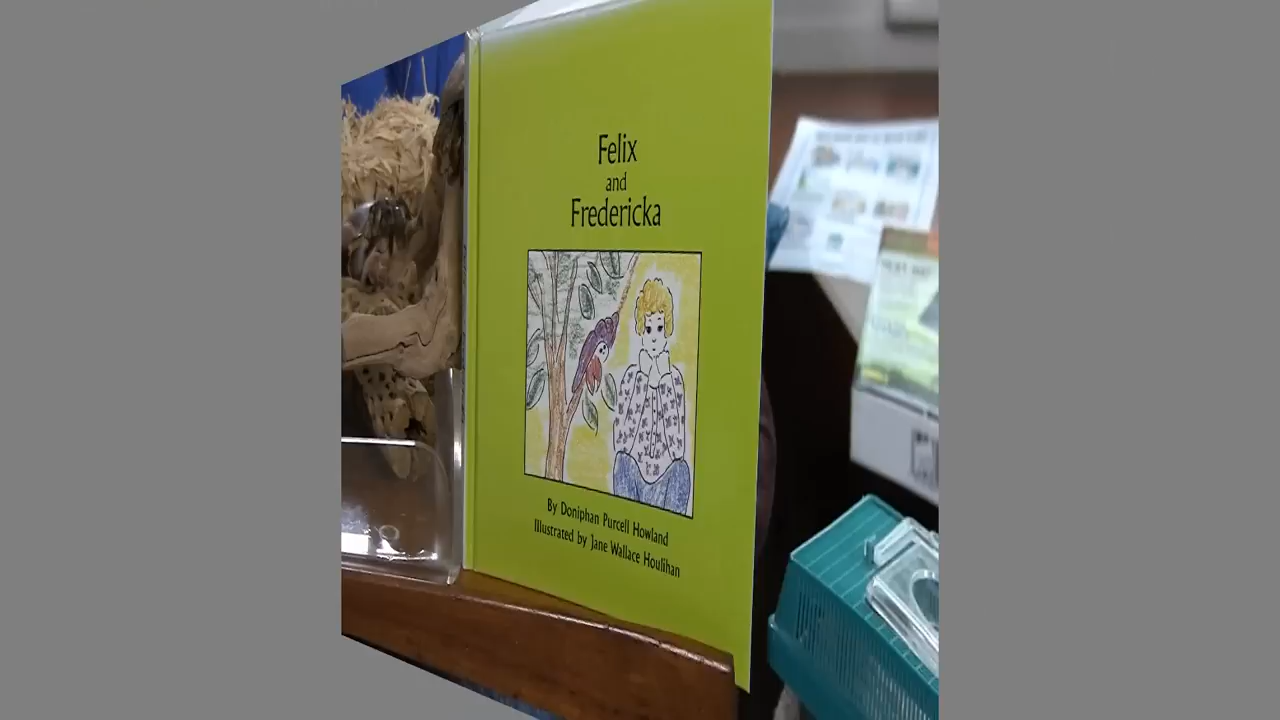 Felix
and
Fredericka
By Doniphan Purcell Howland
Illustrated by Jane Wallace Houlihan